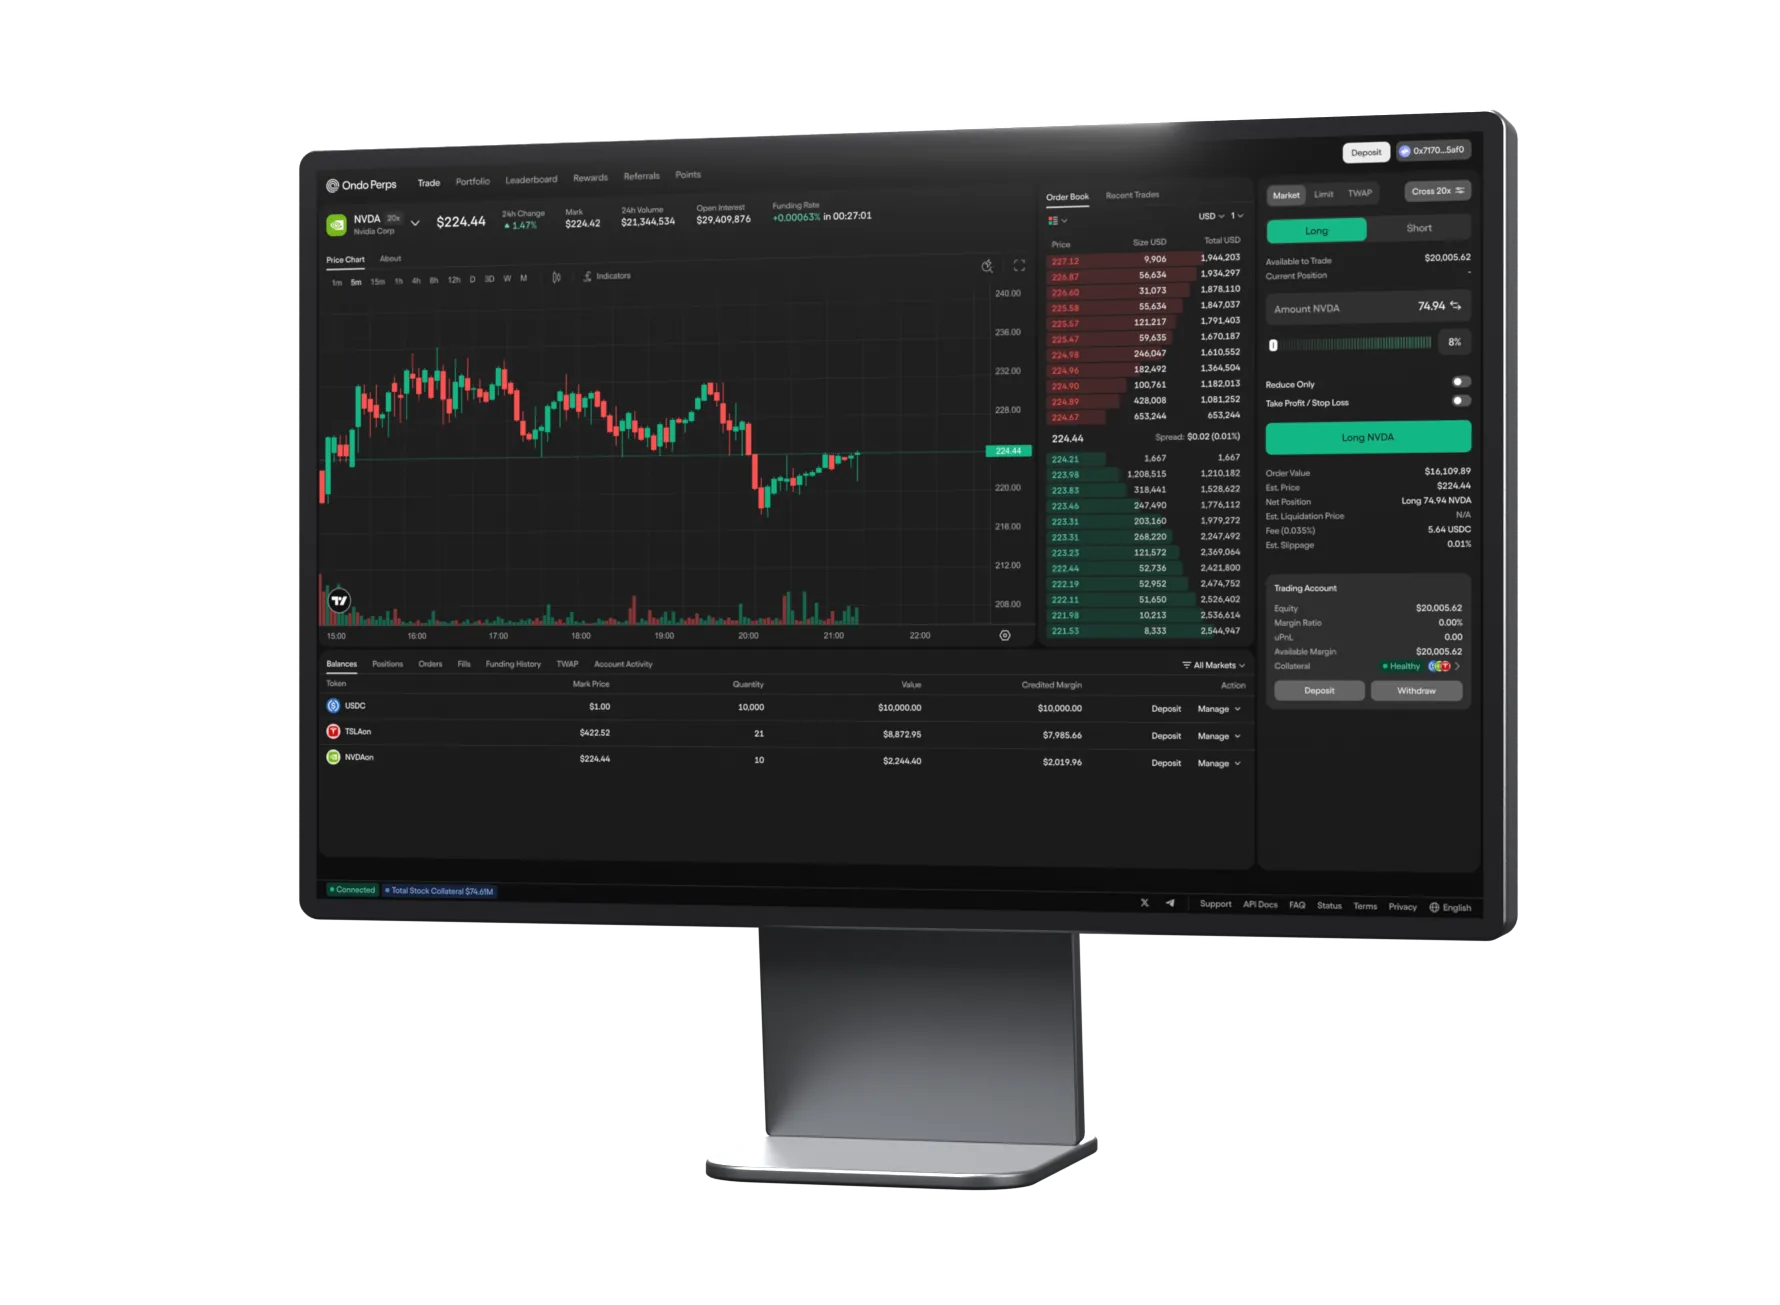 Deposit 0x7170...5af0
Ondo Perps Trade Portfolio Leaderboard Rewards Referrals Points
NVDA 20x
Nvidia Corp
$224.44
24h Change
1.47%
Mark
$224.42
24h Volume
$21,344,534
Open Interest
$29,409,876
Funding Rate
+0.00063% in 00:27:01
Price Chart About
1m 5m 15m 1h 4h 8h 12h D 3D W M Indicators
240.00
236.00
232.00
228.00
224.44
220.00
216.00
212.00
208.00
15:00 16:00 17:00 18:00 19:00 20:00 21:00 22:00
Order Book Recent Trades
USD 1
Price Size USD Total USD
227.12 9,906 1,944,203
226.87 56,634 1,934,297
226.60 31,073 1,878,110
225.58 55,634 1,847,037
225.57 121,217 1,791,403
225.47 59,635 1,670,187
224.98 246,047 1,610,552
224.96 182,492 1,364,504
224.90 100,761 1,182,013
224.89 428,008 1,081,252
224.67 653,244 653,244
224.44 Spread: $0.02 (0.01%)
224.21 1,667 1,667
223.98 1,208,515 1,210,182
223.83 318,441 1,528,622
223.46 247,490 1,776,112
223.31 203,160 1,979,272
223.31 268,220 2,247,492
223.23 121,572 2,369,064
222.44 52,736 2,421,800
222.19 52,952 2,474,752
222.11 51,650 2,526,402
221.98 10,213 2,536,614
221.53 8,333 2,544,947
Market Limit TWAP Cross 20x
Long Short
Available to Trade $20,005.62
Current Position -
Amount NVDA 74.94
8%
Reduce Only
Take Profit / Stop Loss
Long NVDA
Order Value $16,109.89
Est. Price $224.44
Net Position Long 74.94 NVDA
Est. Liquidation Price N/A
Fee (0.035%) 5.64 USDC
Est. Slippage 0.01%
Trading Account
Equity $20,005.62
Margin Ratio 0.00%
uPnL 0.00
Available Margin $20,005.62
Collateral Healthy
Deposit Withdraw
Balances Positions Orders Fills Funding History TWAP Account Activity All Markets
Token Mark Price Quantity Value Credited Margin Action
USDC $1.00 10,000 $10,000.00 $10,000.00 Deposit Manage
TSLAon $422.52 21 $8,872.95 $7,985.66 Deposit Manage
NVDAon $224.44 10 $2,244.40 $2,019.96 Deposit Manage
Connected Total Stock Collateral $74.61M
Support API Docs FAQ Status Terms Privacy English